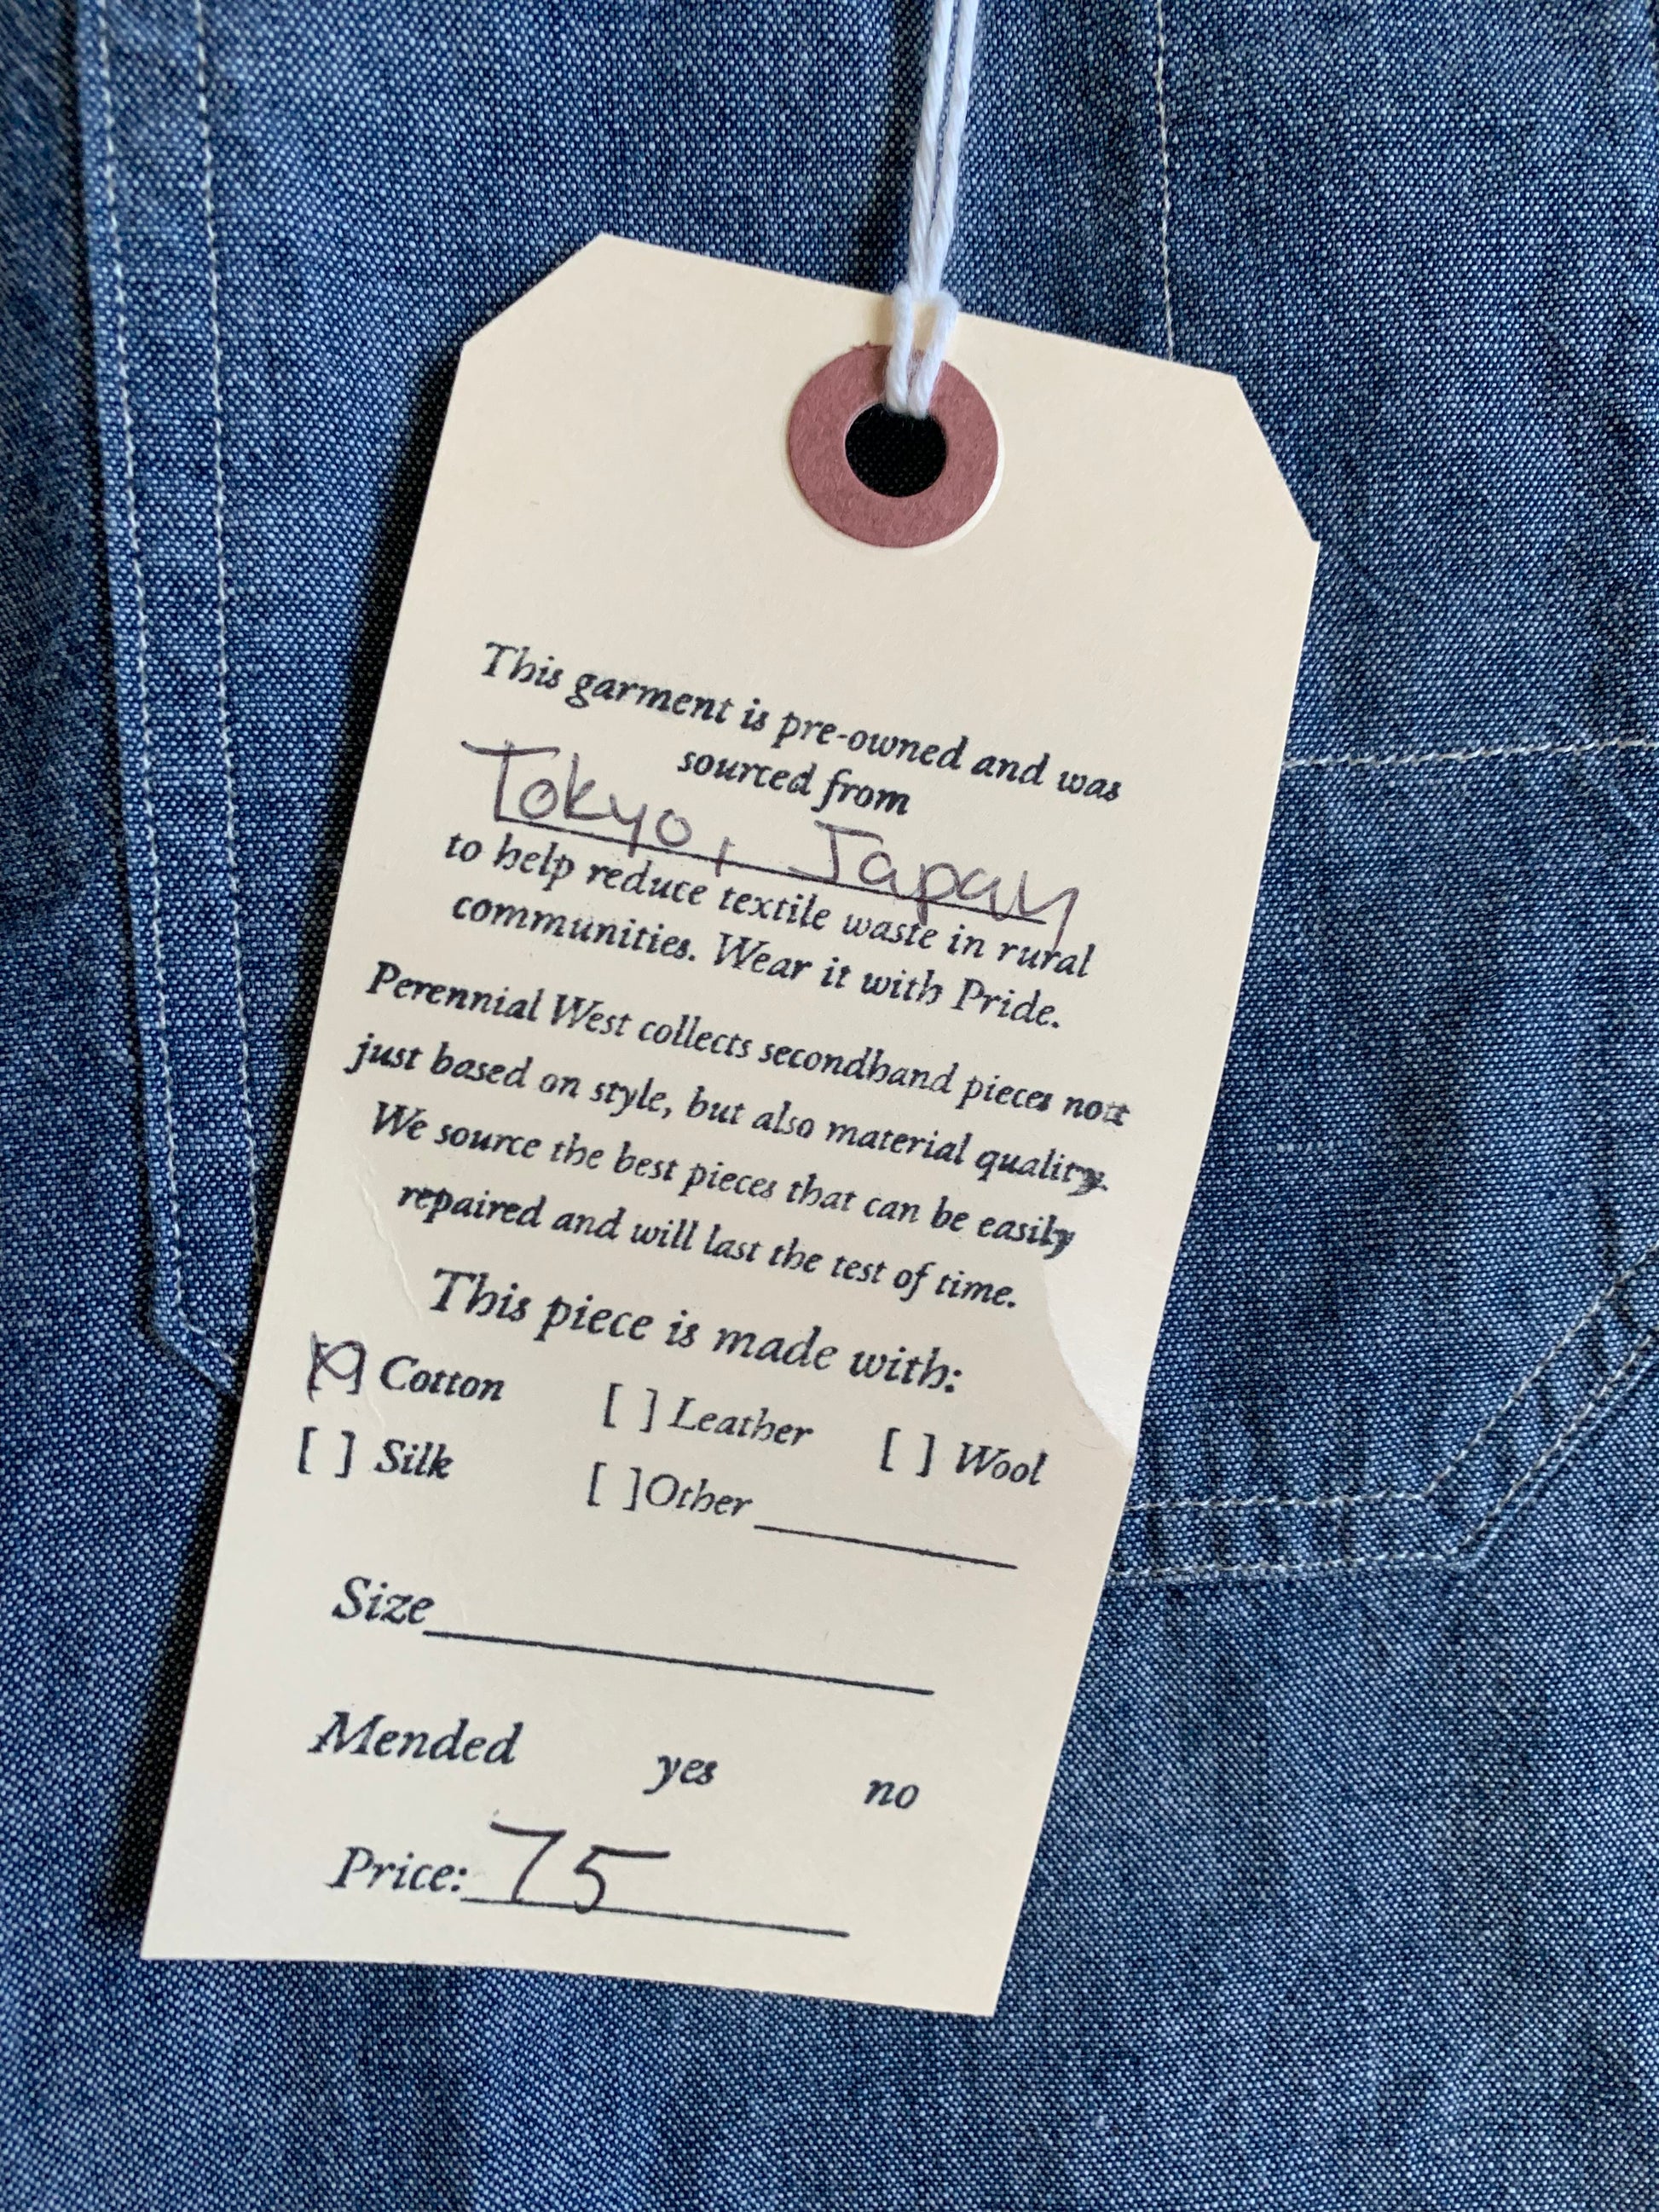 This garment is pre-owned and was
sourced from
Tokyo, Japan
to help reduce textile waste in rural
communities. Wear it with Pride.
Perennial West collects secondhand pieces not
just based on style, but also material quality.
We source the best pieces that can be easily
repaired and will last the test of time.
This piece is made with:
[X] Cotton [ ] Leather [ ] Wool
[ ] Silk [ ]Other
Size
Mended yes no
Price: 75